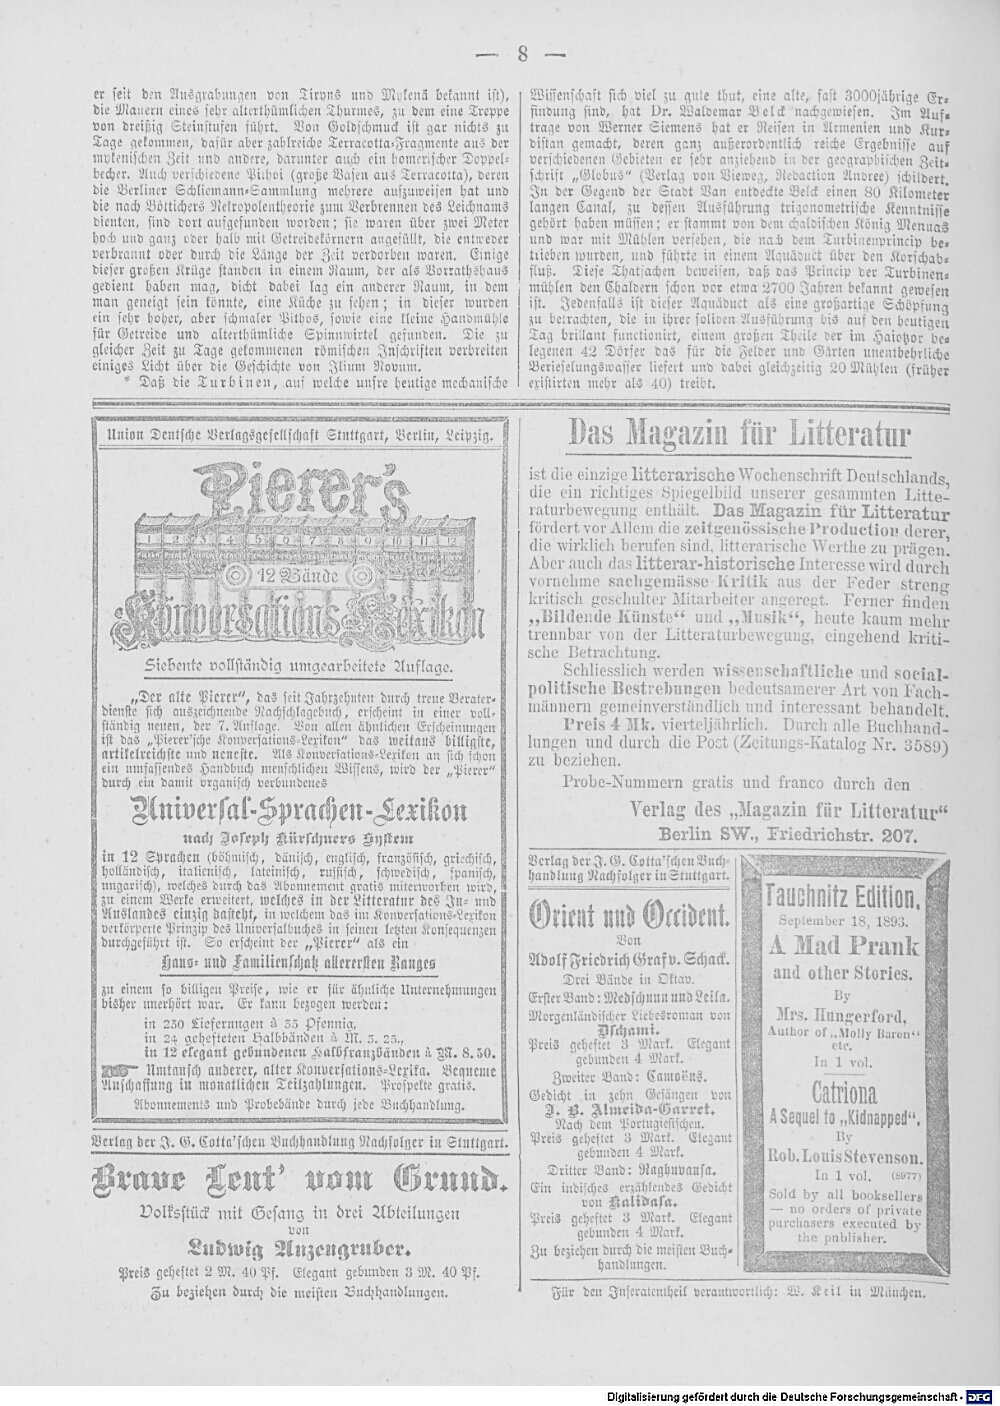 — 8 —
er seit den Ausgrabungen von Tiryns und Mykenä bekannt ist),
die Mauern eines sehr alterthümlichen Thurmes, zu dem eine Treppe
von dreißig Steinstufen führt. Von Goldschmuck ist gar nichts zu
Tage gekommen, dafür aber zahlreiche Terracotta-Fragmente aus der
mykenischen Zeit und andere, darunter auch ein homerischer Doppel-
becher. Auch verschiedene Pithoi (große Vasen aus Terracotta), deren
die Berliner Schliemann-Sammlung mehrere aufzuweisen hat und
die nach Böttichers Nekropolentheorie zum Verbrennen des Leichnams
dienten, sind dort aufgefunden worden; sie waren über zwei Meter
hoch und ganz oder halb mit Getreidekörnern angefüllt, die entweder
verbrannt oder durch die Länge der Zeit verdorben waren. Einige
dieser großen Krüge standen in einem Raum, der als Vorrathshaus
gedient haben mag, dicht dabei lag ein anderer Raum, in dem
man geneigt sein könnte, eine Küche zu sehen; in dieser wurden
ein sehr hoher, aber schmaler Pithos, sowie eine kleine Handmühle
für Getreide und alterthümliche Spinnwirtel gefunden. Die zu
gleicher Zeit zu Tage gekommenen römischen Inschriften verbreiten
einiges Licht über die Geschichte von Ilium Novum.
* Daß die Turbinen, auf welche unsre heutige mechanische
Wissenschaft sich viel zu gute thut, eine alte, fast 3000jährige Er-
findung sind, hat Dr. Waldemar Belck nachgewiesen. Im Auf-
trage von Werner Siemens hat er Reisen in Armenien und Kur-
distan gemacht, deren ganz außerordentlich reiche Ergebnisse auf
verschiedenen Gebieten er sehr anziehend in der geographischen Zeit-
schrift „Globus“ (Verlag von Vieweg, Redaction Andree) schildert.
In der Gegend der Stadt Van entdeckte Belck einen 80 Kilometer
langen Canal, zu dessen Ausführung trigonometrische Kenntnisse
gehört haben müssen; er stammt von dem chaldischen König Menuas
und war mit Mühlen versehen, die nach dem Turbinenprincip be-
trieben wurden, und führte in einem Aquäduct über den Korschab-
fluß. Diese Thatsachen beweisen, daß das Princip der Turbinen-
mühlen den Chaldern schon vor etwa 2700 Jahren bekannt gewesen
ist. Jedenfalls ist dieser Aquäduct als eine großartige Schöpfung
zu betrachten, die in ihrer soliden Ausführung bis auf den heutigen
Tag brillant functionirt, einem großen Theile der im Haiotzor be-
legenen 42 Dörfer das für die Felder und Gärten unentbehrliche
Berieselungswasser liefert und dabei gleichzeitig 20 Mühlen (früher
existirten mehr als 40) treibt.
Union Deutsche Verlagsgesellschaft Stuttgart, Berlin, Leipzig.
Pierer's
1 2 3 4 5 6 7 8 9 10 11 12
12 Bände
Konversations-Lexikon
Siebente vollständig umgearbeitete Auflage.
„Der alte Pierer“, das seit Jahrzehnten durch treue Berater-
dienste sich auszeichnende Nachschlagebuch, erscheint in einer voll-
ständig neuen, der 7. Auflage. Von allen ähnlichen Erscheinungen
ist das „Pierer'sche Konversations-Lexikon“ das weitaus billigste,
artikelreichste und neueste. Als Konversations-Lexikon an sich schon
ein umfassendes Handbuch menschlichen Wissens, wird der „Pierer“
durch ein damit organisch verbundenes
Universal-Sprachen-Lexikon
nach Joseph Kürschners System
in 12 Sprachen (böhmisch, dänisch, englisch, französisch, griechisch,
holländisch, italienisch, lateinisch, russisch, schwedisch, spanisch,
ungarisch), welches durch das Abonnement gratis miterworben wird,
zu einem Werke erweitert, welches in der Litteratur des In- und
Auslandes einzig dasteht, in welchem das im Konversations-Lexikon
verkörperte Prinzip des Universalbuches in seinen letzten Konsequenzen
durchgeführt ist. So erscheint der „Pierer“ als ein
Haus- und Familienschatz allerersten Ranges
zu einem so billigen Preise, wie er für ähnliche Unternehmungen
bisher unerhört war. Er kann bezogen werden:
in 230 Lieferungen à 35 Pfennig,
in 24 gehefteten Halbbänden à M. 3. 25.,
in 12 elegant gebundenen Halbfranzbänden à M. 8. 50.
Umtausch anderer, alter Konversations-Lexika. Bequeme
Anschaffung in monatlichen Teilzahlungen. Prospekte gratis.
Abonnements und Probebände durch jede Buchhandlung.
Verlag der J. G. Cotta'schen Buchhandlung Nachfolger in Stuttgart.
Brave Leut' vom Grund.
Volksstück mit Gesang in drei Abteilungen
von
Ludwig Anzengruber.
Preis geheftet 2 M. 40 Pf. Elegant gebunden 3 M. 40 Pf.
Zu beziehen durch die meisten Buchhandlungen.
Das Magazin für Litteratur
ist die einzige litterarische Wochenschrift Deutschlands,
die ein richtiges Spiegelbild unserer gesammten Litte-
raturbewegung enthält. Das Magazin für Litteratur
fördert vor Allem die zeitgenössische Production derer,
die wirklich berufen sind, litterarische Werthe zu prägen.
Aber auch das litterar-historische Interesse wird durch
vornehme sachgemässe Kritik aus der Feder streng
kritisch geschulter Mitarbeiter angeregt. Ferner finden
„Bildende Künste“ und „Musik“, heute kaum mehr
trennbar von der Litteraturbewegung, eingehend kriti-
sche Betrachtung.
Schliesslich werden wissenschaftliche und social-
politische Bestrebungen bedeutsamerer Art von Fach-
männern gemeinverständlich und interessant behandelt.
Preis 4 Mk. vierteljährlich. Durch alle Buchhand-
lungen und durch die Post (Zeitungs-Katalog Nr. 3589)
zu beziehen.
Probe-Nummern gratis und franco durch den
Verlag des „Magazin für Litteratur“
Berlin SW., Friedrichstr. 207.
Verlag der J. G. Cotta'schen Buch-
handlung Nachfolger in Stuttgart.
Orient und Occident.
Von
Adolf Friedrich Graf v. Schack.
Drei Bände in Oktav.
Erster Band: Medschnun und Leila.
Morgenländischer Liebesroman von
Dschami.
Preis geheftet 3 Mark. Elegant
gebunden 4 Mark.
Zweiter Band: Camoëns.
Gedicht in zehn Gesängen von
J. B. Almeida-Garret.
Nach dem Portugiesischen.
Preis geheftet 3 Mark. Elegant
gebunden 4 Mark.
Dritter Band: Raghuvansa.
Ein indisches erzählendes Gedicht
von Kalidasa.
Preis geheftet 3 Mark. Elegant
gebunden 4 Mark.
Zu beziehen durch die meisten Buch-
handlungen.
Tauchnitz Edition.
September 18, 1893.
A Mad Prank
and other Stories.
By
Mrs. Hungerford,
Author of „Molly Baron“
etc.
In 1 vol.
Catriona
A Sequel to „Kidnapped“.
By
Rob. Louis Stevenson.
In 1 vol. (8977)
Sold by all booksellers
— no orders of private
purchasers executed by
the publisher.
Für den Inseratentheil verantwortlich: W. Keil in München.
Digitalisierung gefördert durch die Deutsche Forschungsgemeinschaft - DFG